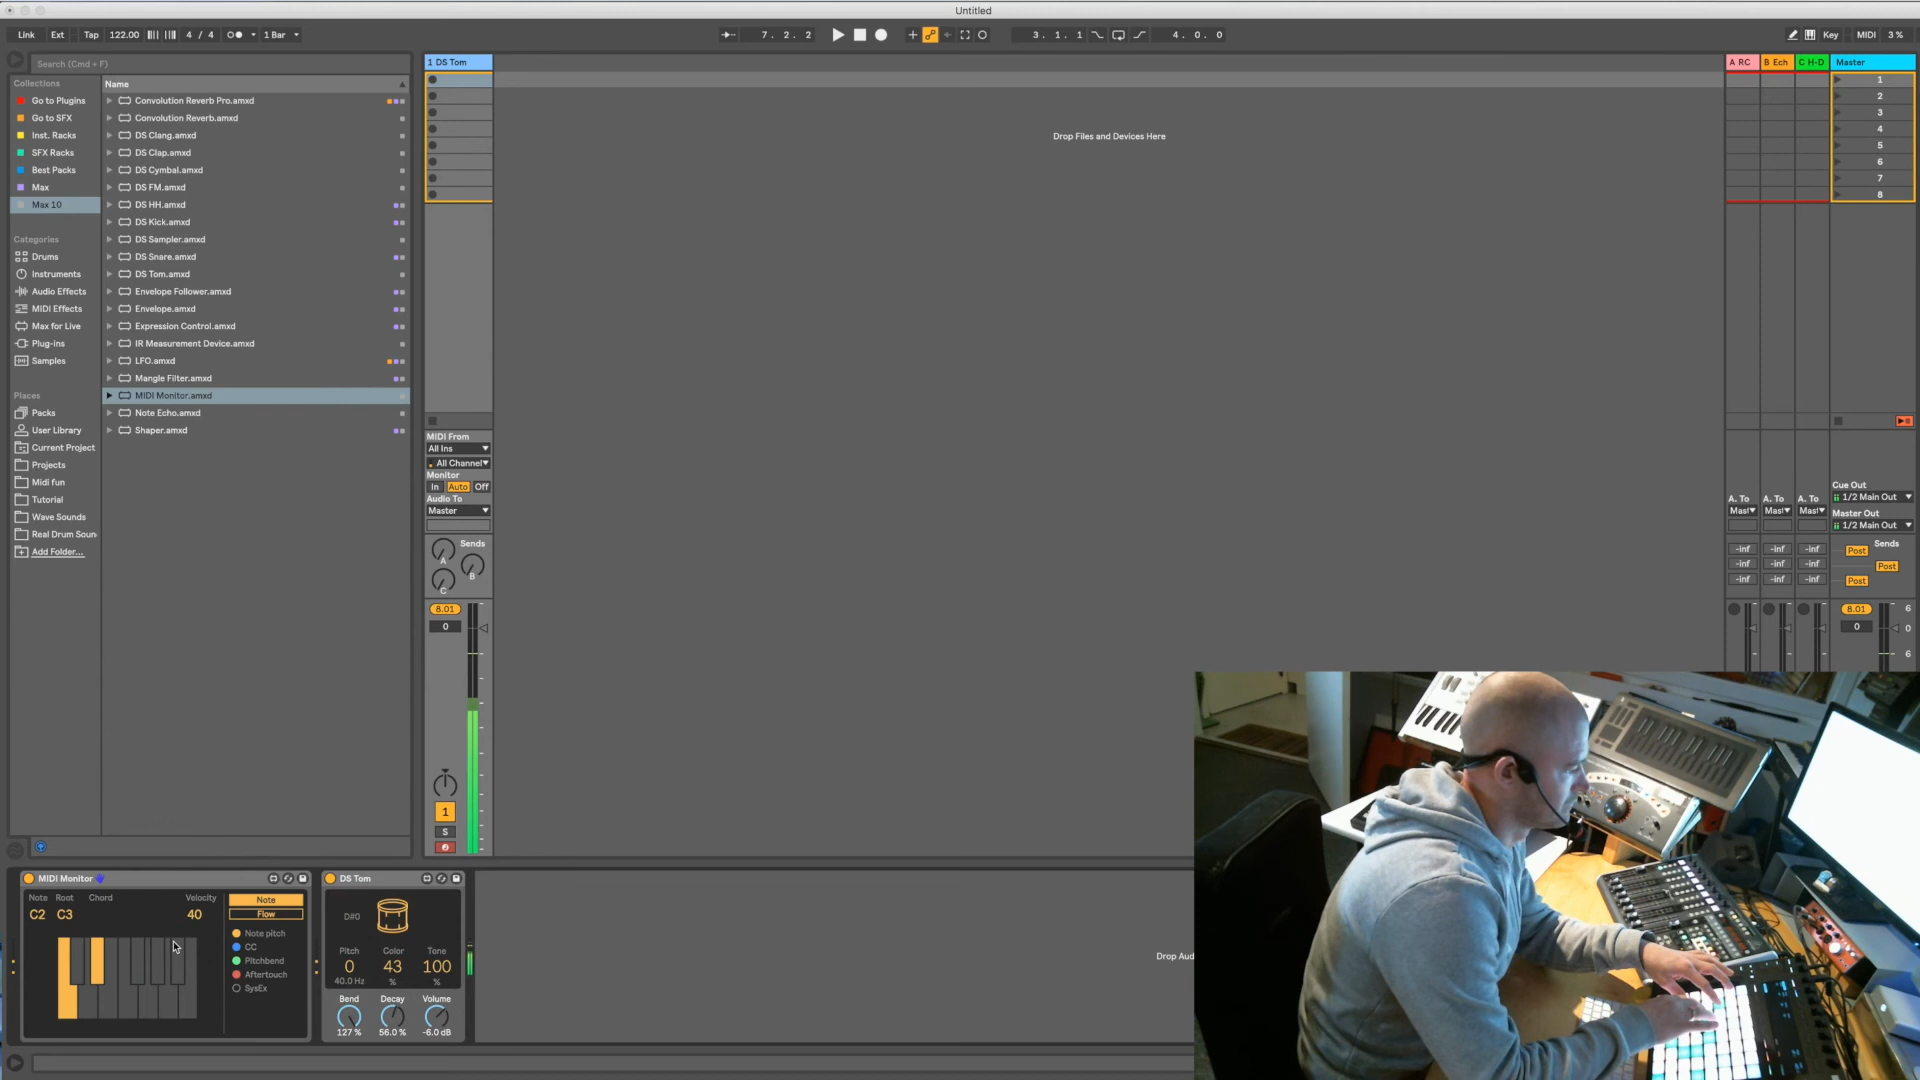 Untitled
Link Ext Tap 122.00 4 / 4 1 Bar 7. 2. 2 3. 1. 1 4. 0. 0 Key MIDI 3 %
Search (Cmd + F)
Collections
Go to Plugins
Go to SFX
Inst. Racks
SFX Racks
Best Packs
Max
Max 10
Categories
Drums
Instruments
Audio Effects
MIDI Effects
Max for Live
Plug-ins
Samples
Places
Packs
User Library
Current Project
Projects
Midi fun
Tutorial
Wave Sounds
Real Drum Soun
Add Folder...
Name
Convolution Reverb Pro.amxd
Convolution Reverb.amxd
DS Clang.amxd
DS Clap.amxd
DS Cymbal.amxd
DS FM.amxd
DS HH.amxd
DS Kick.amxd
DS Sampler.amxd
DS Snare.amxd
DS Tom.amxd
Envelope Follower.amxd
Envelope.amxd
Expression Control.amxd
IR Measurement Device.amxd
LFO.amxd
Mangle Filter.amxd
MIDI Monitor.amxd
Note Echo.amxd
Shaper.amxd
1 DS Tom
MIDI From
All Ins
All Channel
Monitor
In Auto Off
Audio To
Master
Sends
A
B
C
8.01
0
1
S
Drop Files and Devices Here
A RC B Ech C H-D Master
1
2
3
4
5
6
7
8
Cue Out
1/2 Main Out
Master Out
1/2 Main Out
A. To A. To A. To
Mast Mast Mast
Sends
-inf -inf -inf Post
-inf -inf -inf Post
-inf -inf -inf Post
8.01 6
0 0
6
MIDI Monitor
Note Root Chord Velocity
C2 C3 40
Note
Flow
Note pitch
CC
Pitchbend
Aftertouch
SysEx
DS Tom
D#0
Pitch Color Tone
0 43 100
40.0 Hz % %
Bend Decay Volume
127 % 56.0 % -6.0 dB
Drop Aud